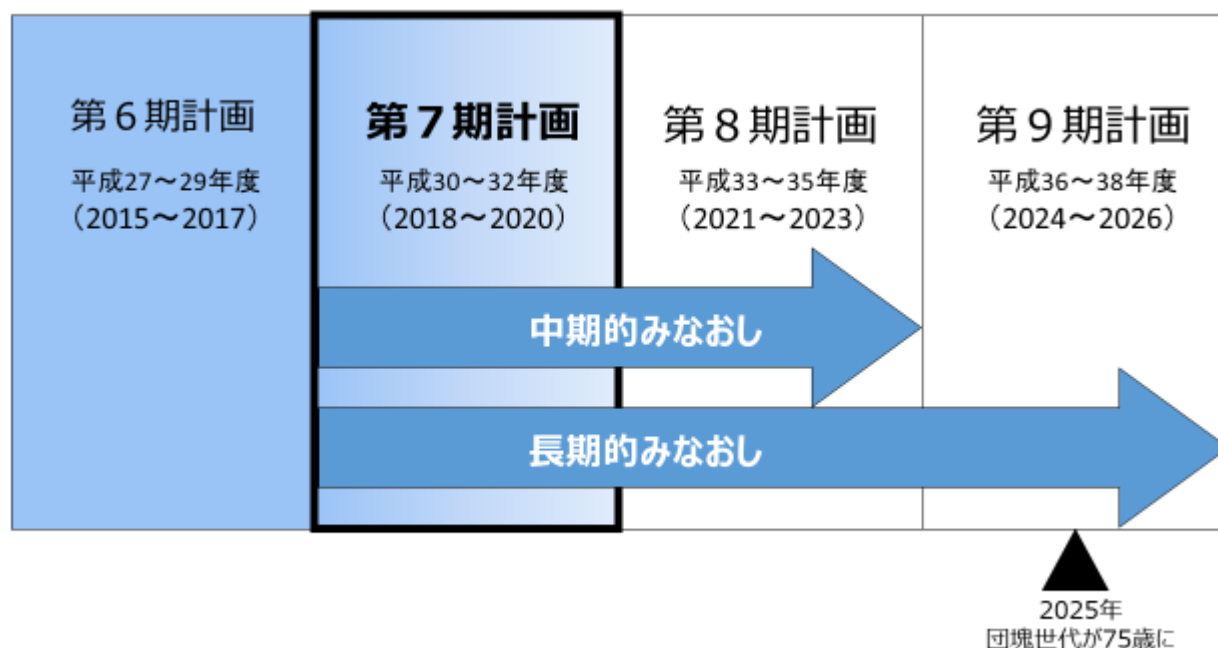 第６期計画
平成27～29年度
（2015～2017）
第７期計画
平成30～32年度
（2018～2020）
第８期計画
平成33～35年度
（2021～2023）
第９期計画
平成36～38年度
（2024～2026）
中期的みなおし
長期的みなおし
2025年
団塊世代が75歳に